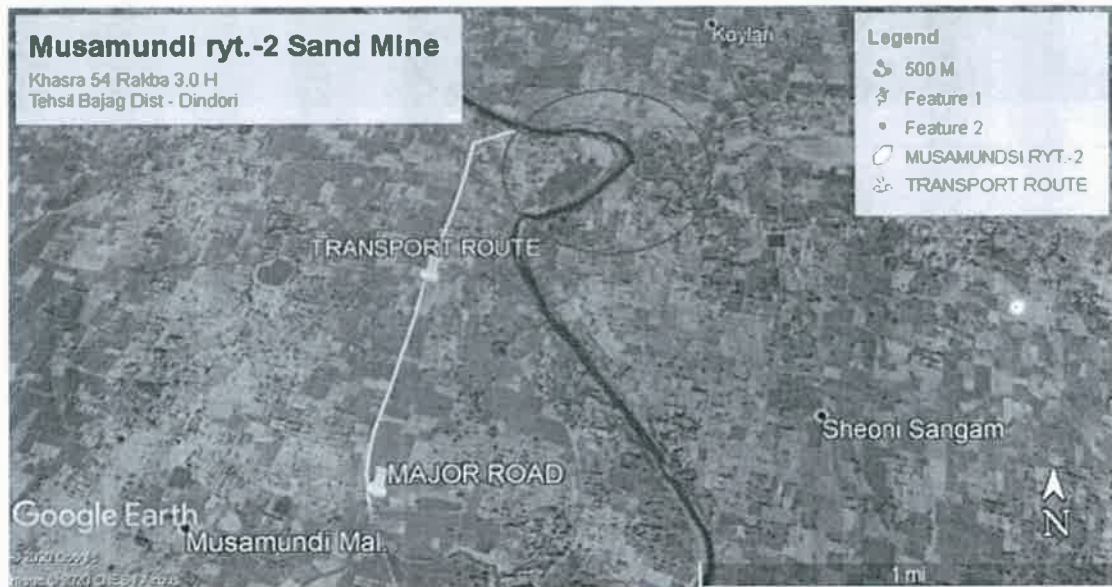 Musamundi ryt.-2 Sand Mine
Khasra 54 Rakba 3.0 H
Tehsil Bajag Dist - Dindori
Koylari
Legend
500 M
Feature 1
Feature 2
MUSAMUNDSI RYT.-2
TRANSPORT ROUTE
TRANSPORT ROUTE
Sheoni Sangam
MAJOR ROAD
Google Earth
Musamundi Mal.
N
1 mi